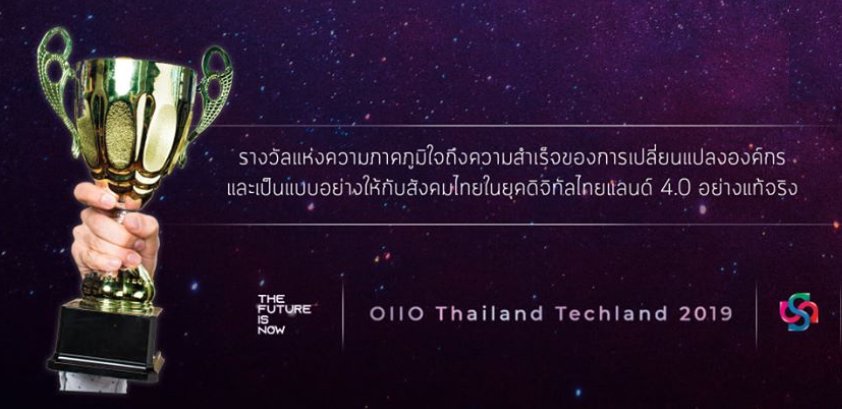 รางวัลแห่งความภาคภูมิใจถึงความสำเร็จของการเปลี่ยนแปลงองค์กร
และเป็นแบบอย่างให้กับสังคมไทยในยุคดิจิทัลไทยแลนด์ 4.0 อย่างแท้จริง
THE
FUTURE
IS
NOW
OIIO Thailand Techland 2019